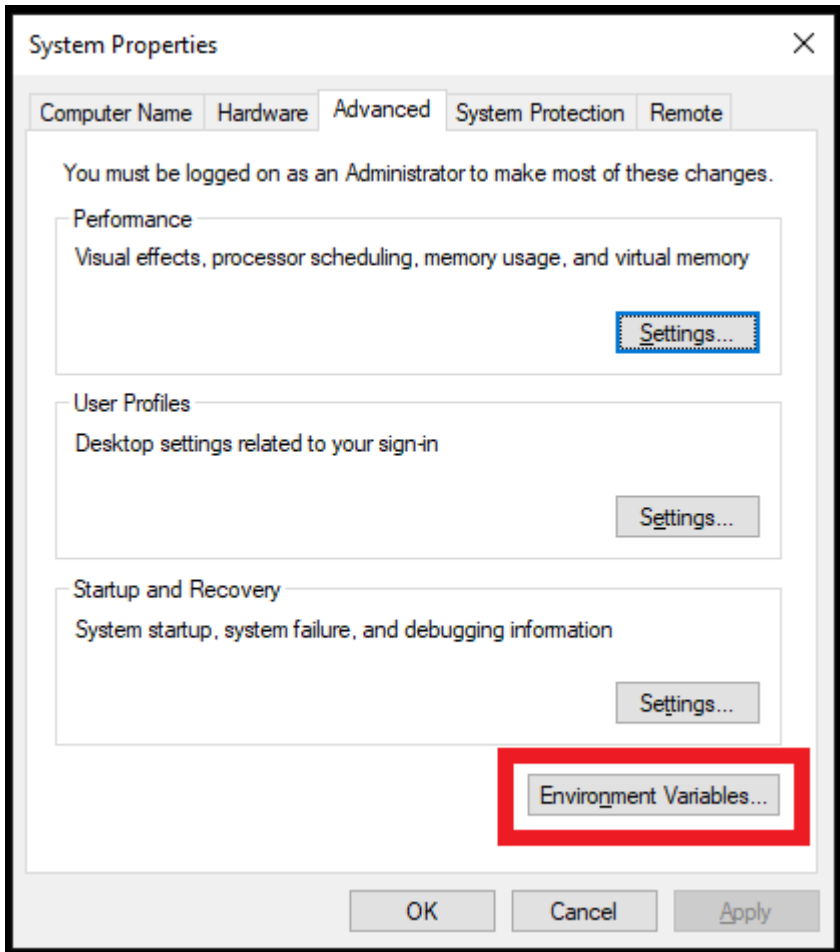 System Properties
Computer Name Hardware Advanced System Protection Remote
You must be logged on as an Administrator to make most of these changes.
Performance
Visual effects, processor scheduling, memory usage, and virtual memory
Settings...
User Profiles
Desktop settings related to your sign-in
Settings...
Startup and Recovery
System startup, system failure, and debugging information
Settings...
Environment Variables...
OK Cancel Apply